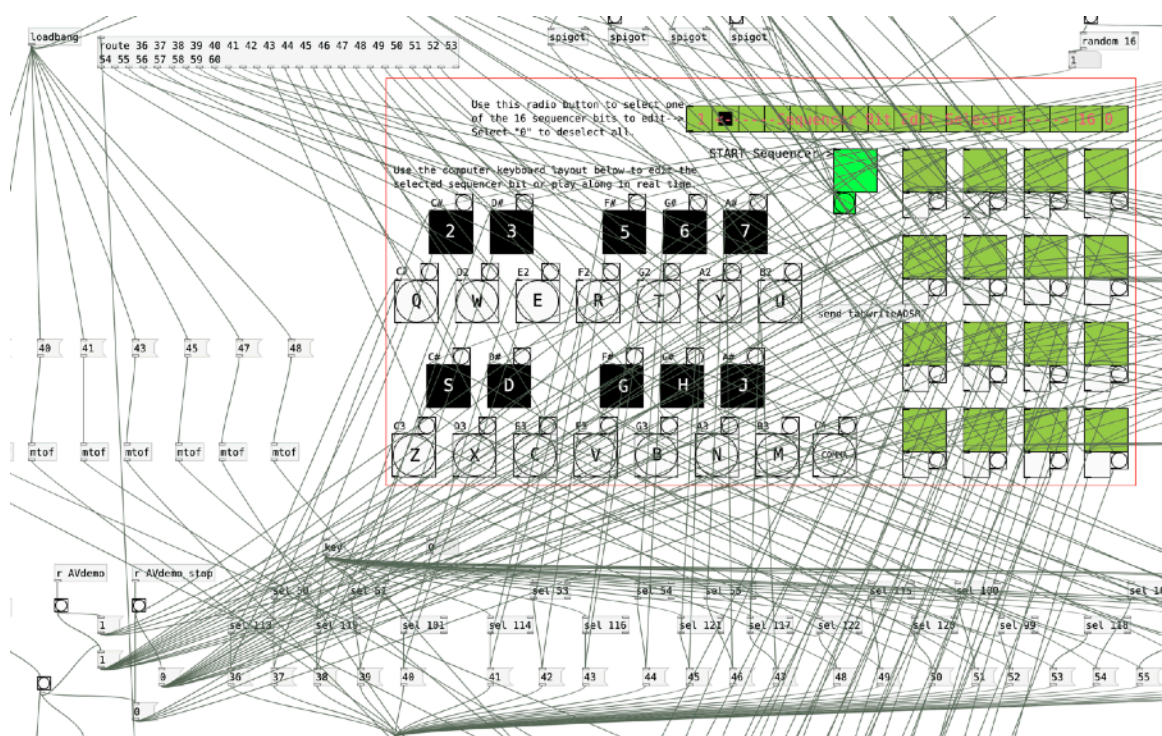 loadbang
route 36 37 38 39 40 41 42 43 44 45 46 47 48 49 50 51 52 53
54 55 56 57 58 59 60
spigot spigot spigot spigot
random 16
1
Use this radio button to select one
of the 16 sequencer bits to edit-->
Select "0" to deselect all.
1 <-----Sequencer Bit Edit Selector -----> 16 0
START Sequencer >
Use the computer keyboard layout below to edit the
selected sequencer bit or play along in real time.
C# D# F# G# A#
2 3 5 6 7
C2 D2 E2 F2 G2 A2 B2
Q W E R T Y U
send tabwriteADSR
40 41 43 45 47 48
C# F# G# A#
S D G H J
C3 D3 E3 G3 A3 B3
Z X C V B N M COMMA
mtof mtof mtof mtof mtof mtof
key 0
r AVdemo r AVdemo_stop
sel 50 sel 51 sel 53 sel 54 sel 115 sel 100
1 sel 113 sel 119 sel 101 sel 114 sel 116 sel 121 sel 117 sel 122 sel 120 sel 99 sel 118
1
0 36 37 38 39 40 41 42 43 44 45 46 47 48 49 50 51 52 53 54 55
0